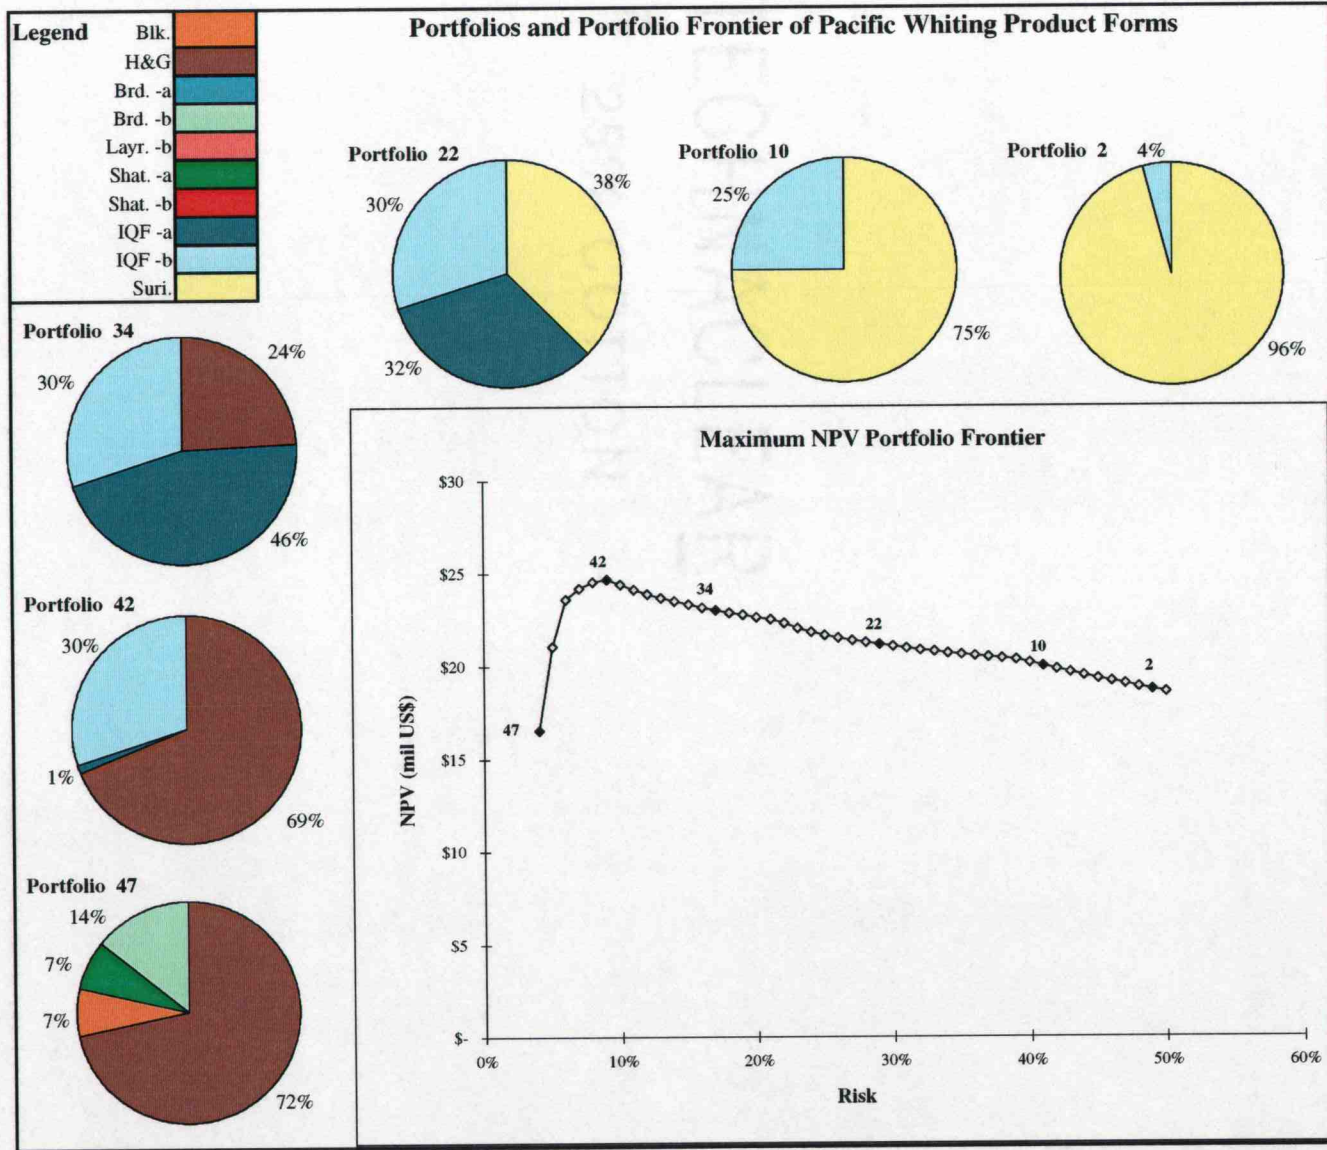 Portfolios and Portfolio Frontier of Pacific Whiting Product Forms
Legend
Blk.
H&G
Brd. -a
Brd. -b
Layr. -b
Shat. -a
Shat. -b
IQF -a
IQF -b
Suri.
Portfolio 22
30%
38%
32%
Portfolio 10
25%
75%
Portfolio 2
4%
96%
Portfolio 34
30%
24%
46%
Portfolio 42
30%
1%
69%
Portfolio 47
14%
7%
7%
72%
Maximum NPV Portfolio Frontier
NPV (mil US$)
$30
$25
$20
$15
$10
$5
$-
47
42
34
22
10
2
0%
10%
20%
30%
40%
50%
60%
Risk